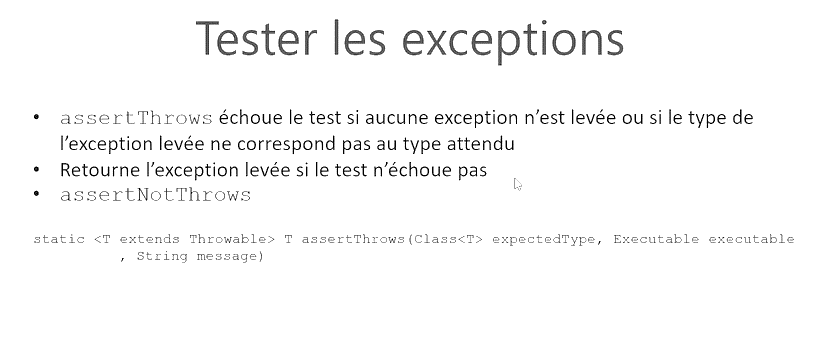 Tester les exceptions
• assertThrows échoue le test si aucune exception n’est levée ou si le type de
l’exception levée ne correspond pas au type attendu
• Retourne l’exception levée si le test n’échoue pas
• assertNotThrows
static <T extends Throwable> T assertThrows(Class<T> expectedType, Executable executable
, String message)